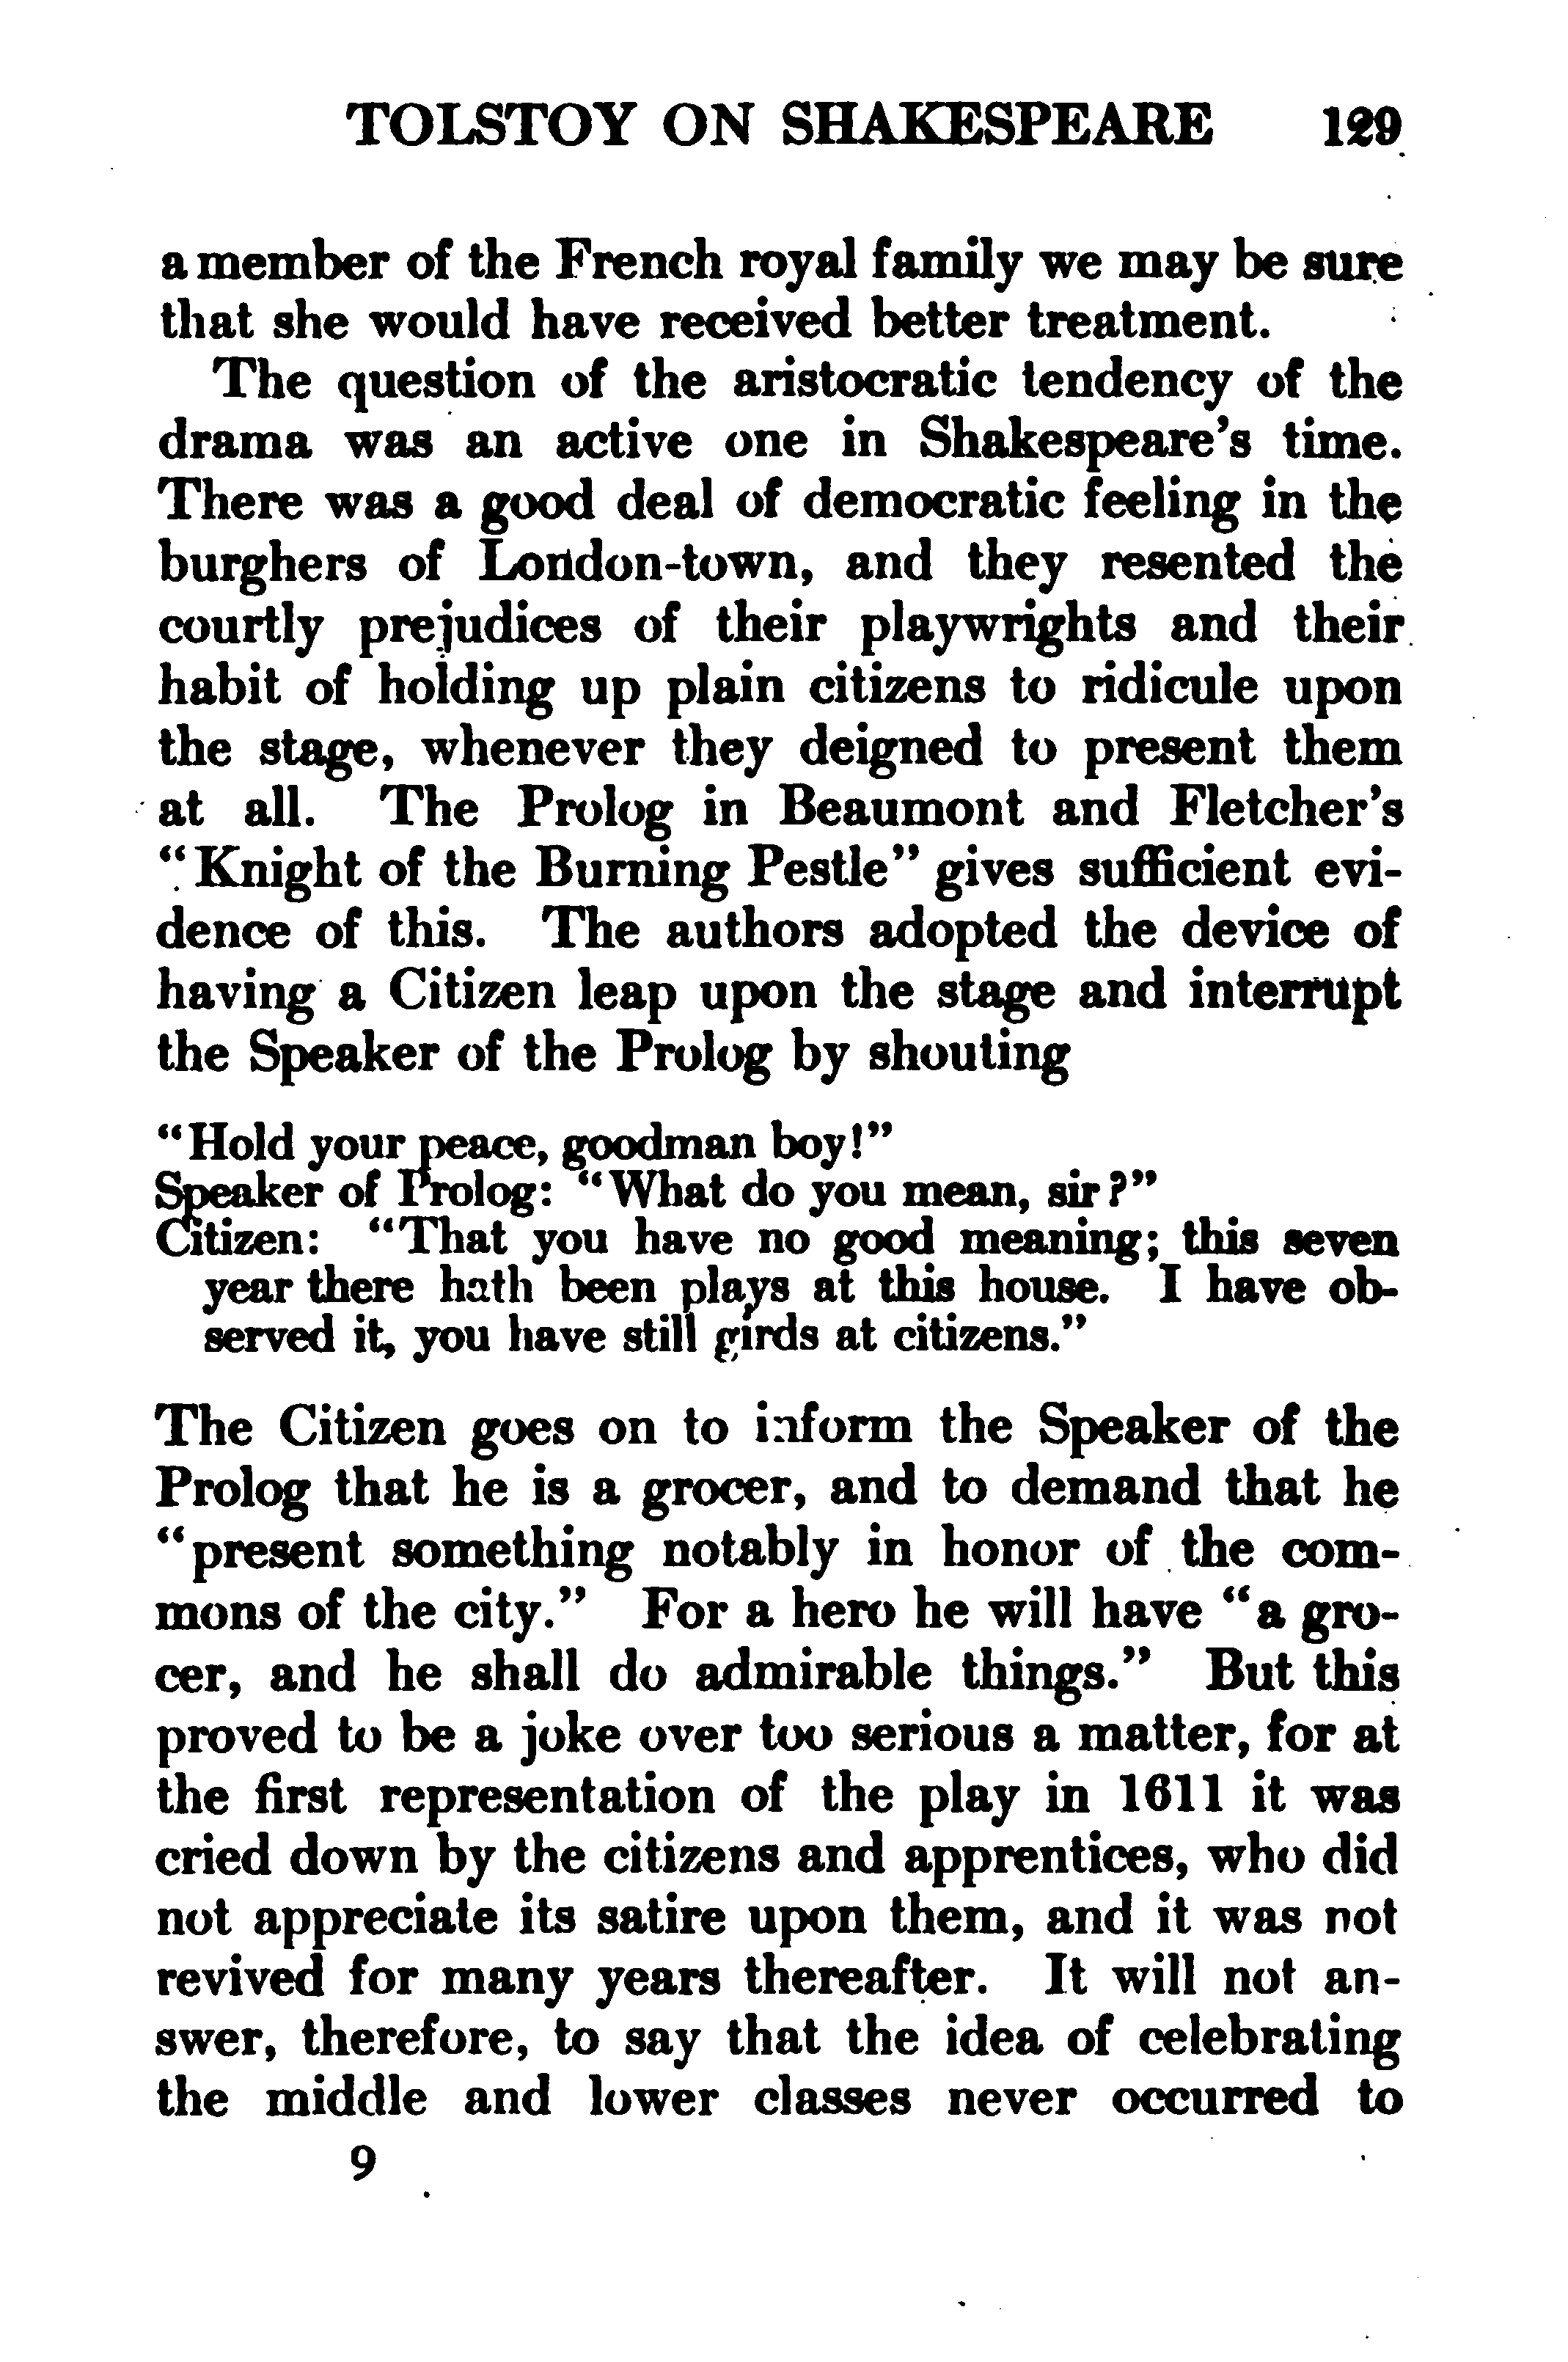 TOLSTOY ON SHAKESPEARE 129
a member of the French royal family we may be sure
that she would have received better treatment.
The question of the aristocratic tendency of the
drama was an active one in Shakespeare's time.
There was a good deal of democratic feeling in the
burghers of London-town, and they resented the
courtly prejudices of their playwrights and their
habit of holding up plain citizens to ridicule upon
the stage, whenever they deigned to present them
at all. The Prolog in Beaumont and Fletcher's
"Knight of the Burning Pestle" gives sufficient evi-
dence of this. The authors adopted the device of
having a Citizen leap upon the stage and interrupt
the Speaker of the Prolog by shouting
"Hold your peace, goodman boy!"
Speaker of Prolog: "What do you mean, sir?"
Citizen: "That you have no good meaning; this seven
year there hath been plays at this house. I have ob-
served it, you have still girds at citizens."
The Citizen goes on to inform the Speaker of the
Prolog that he is a grocer, and to demand that he
"present something notably in honor of the com-
mons of the city." For a hero he will have "a gro-
cer, and he shall do admirable things." But this
proved to be a joke over too serious a matter, for at
the first representation of the play in 1611 it was
cried down by the citizens and apprentices, who did
not appreciate its satire upon them, and it was not
revived for many years thereafter. It will not an-
swer, therefore, to say that the idea of celebrating
the middle and lower classes never occurred to
9